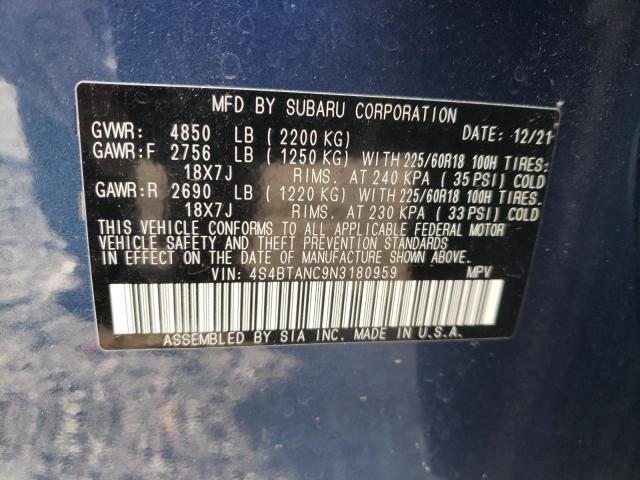 MFD BY SUBARU CORPORATION
GVWR: 4850 LB (2200 KG) DATE: 12/21
GAWR:F 2756 LB (1250 KG) WITH 225/60R18 100H TIRES.
18X7J RIMS. AT 240 KPA (35 PSI) COLD
GAWR:R 2690 LB (1220 KG) WITH 225/60R18 100H TIRES.
18X7J RIMS. AT 230 KPA (33 PSI) COLD
THIS VEHICLE CONFORMS TO ALL APPLICABLE FEDERAL MOTOR
VEHICLE SAFETY AND THEFT PREVENTION STANDARDS
IN EFFECT ON THE DATE OF MANUFACTURE SHOWN ABOVE.
VIN: 4S4BTANC9N3180959 MPV
ASSEMBLED BY SIA INC. MADE IN U.S.A.